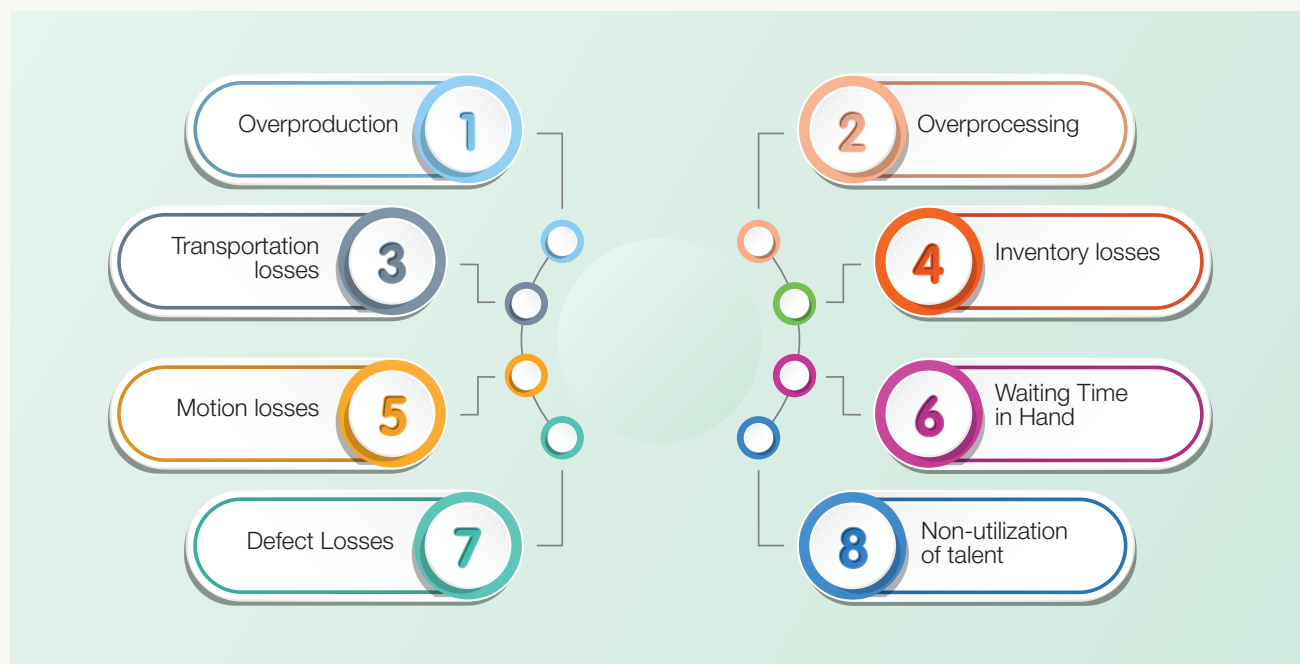 Overproduction
1
2
Overprocessing
Transportation
losses
3
4
Inventory losses
Motion losses
5
6
Waiting Time
in Hand
Defect Losses
7
8
Non-utilization
of talent